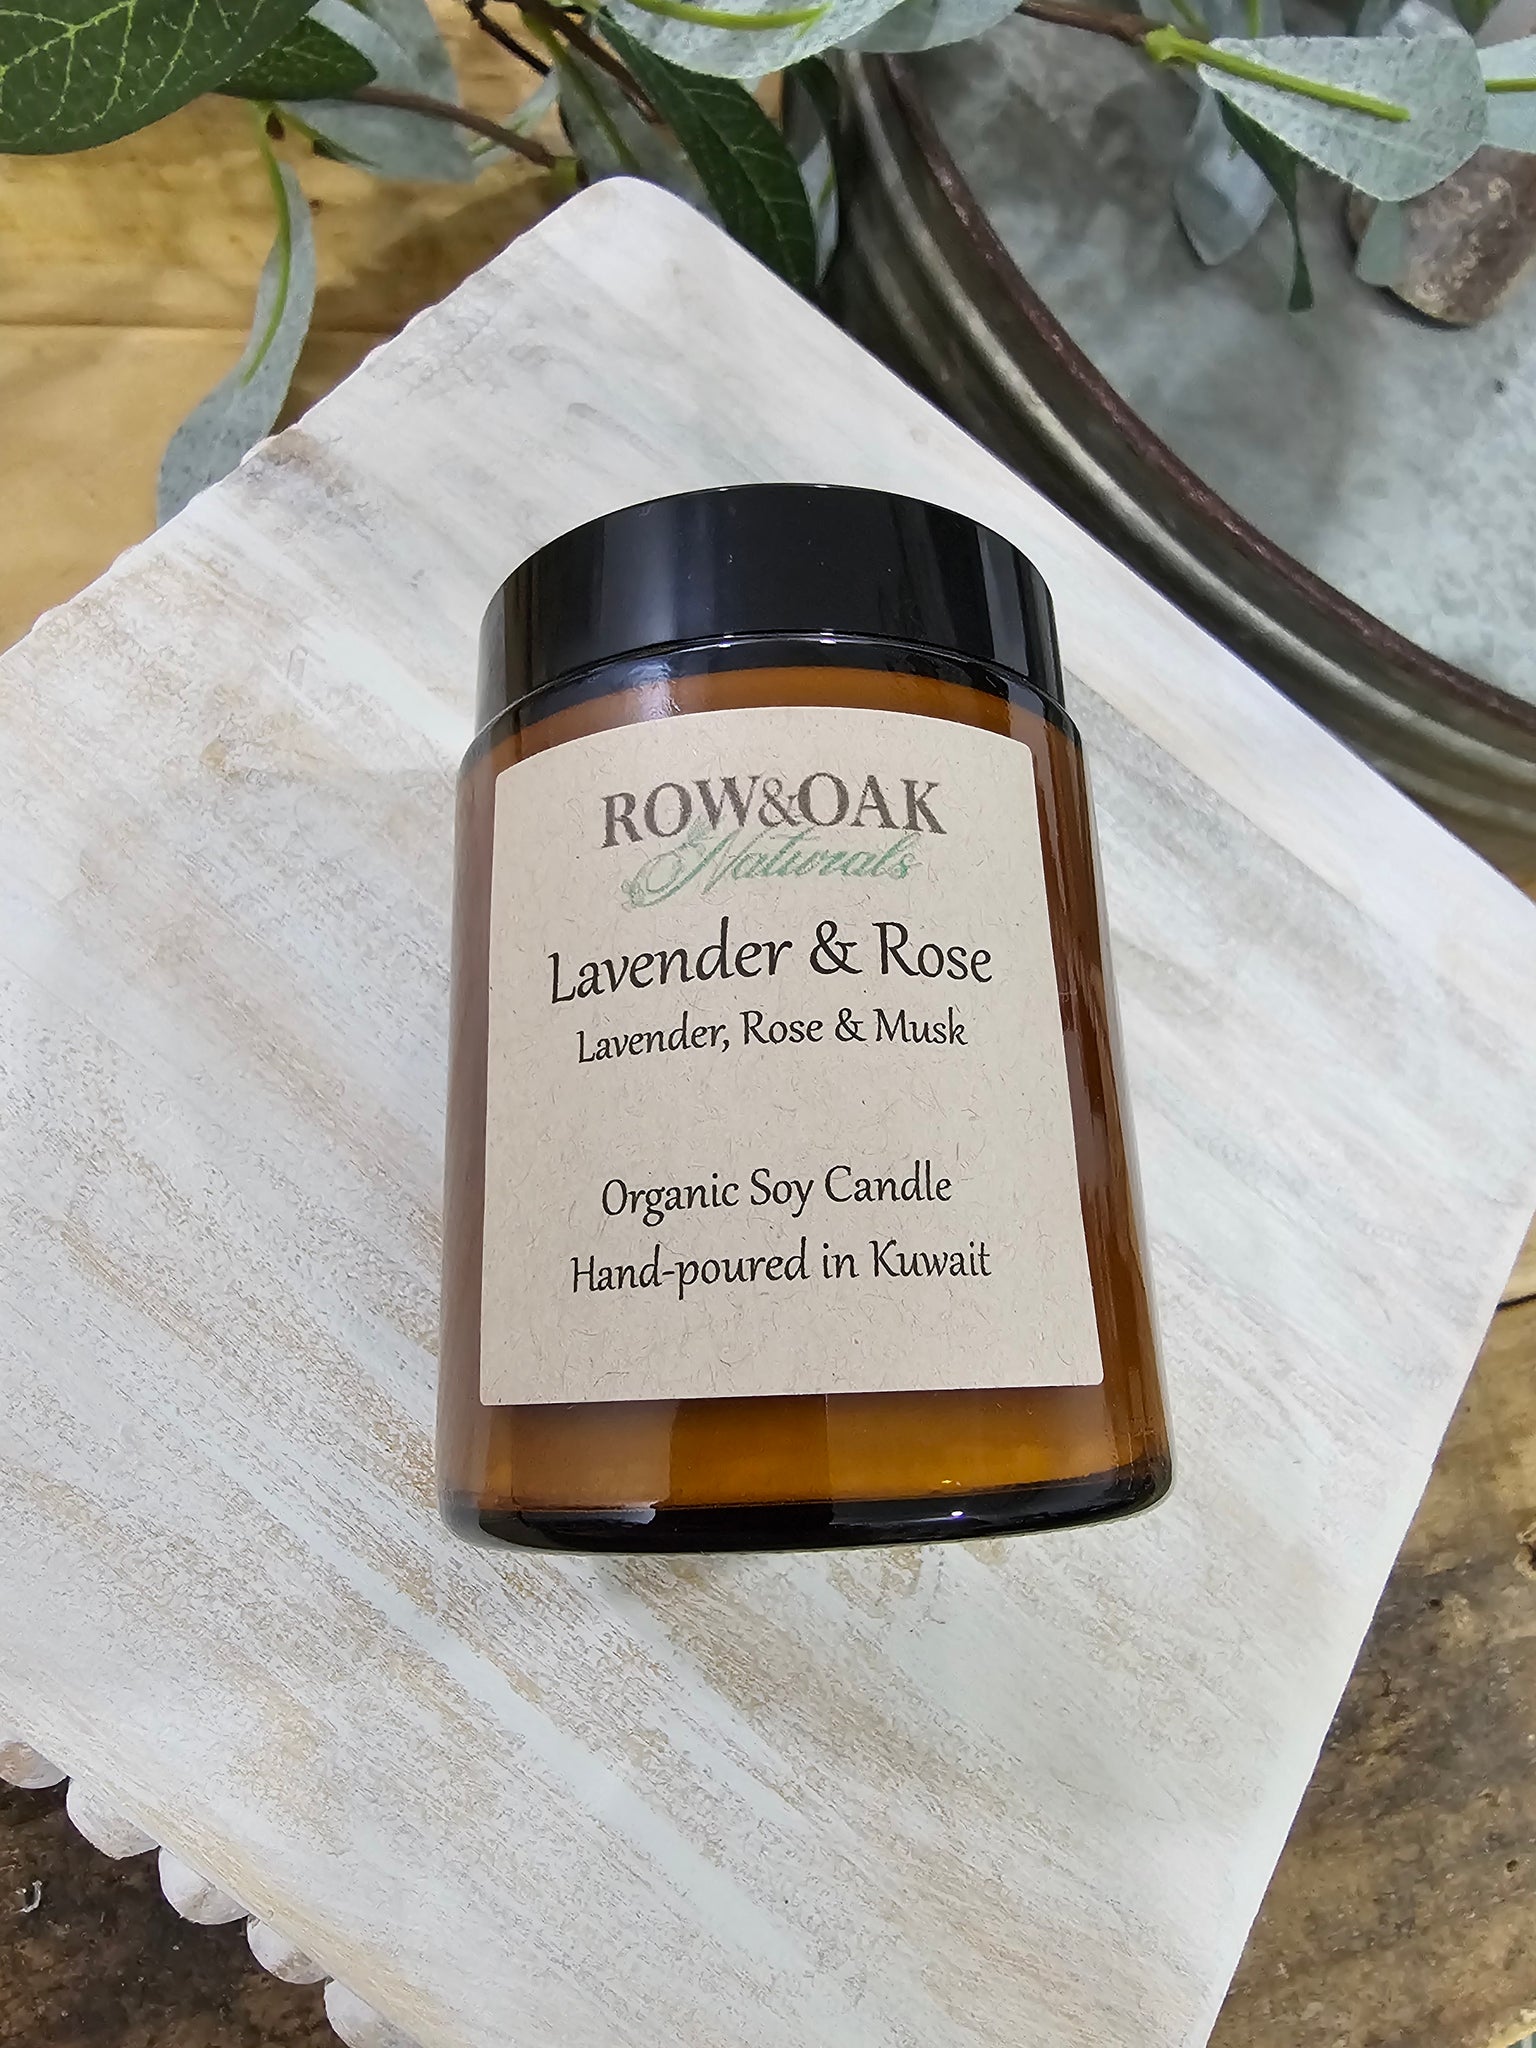 ROW&OAK
Naturals
Lavender & Rose
Lavender, Rose & Musk
Organic Soy Candle
Hand-poured in Kuwait